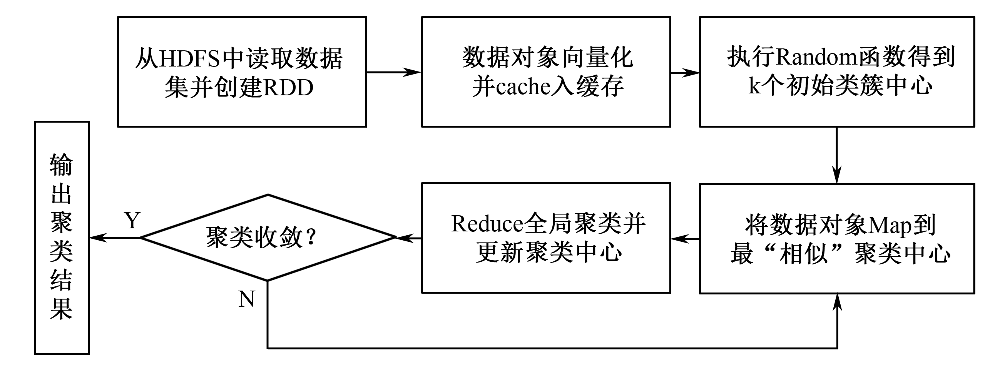 从HDFS中读取数据
集并创建RDD
数据对象向量化
并cache入缓存
执行Random函数得到
k个初始类簇中心
将数据对象Map到
最“相似”聚类中心
Reduce全局聚类并
更新聚类中心
聚类收敛？
Y
N
输出聚类结果